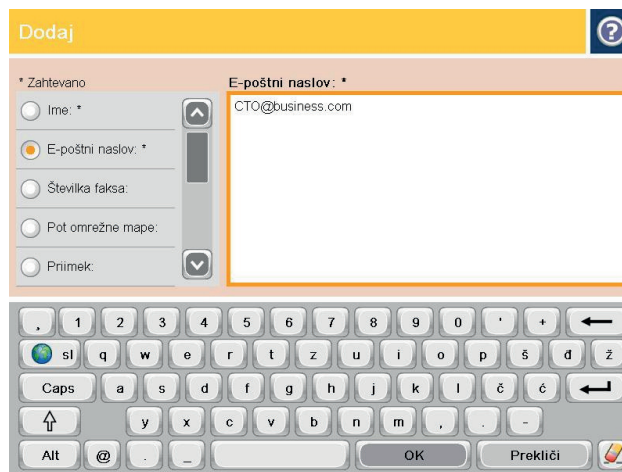 Dodaj
?
* Zahtevano
E-poštni naslov: *
Ime: *
CTO@business.com
E-poštni naslov: *
Številka faksa:
Pot omrežne mape:
Priimek:
¸ 1 2 3 4 5 6 7 8 9 0 ' +
sl q w e r t z u i o p š đ ž
Caps a s d f g h j k l č ć
y x c v b n m , . -
Alt @ . _ OK Prekliči